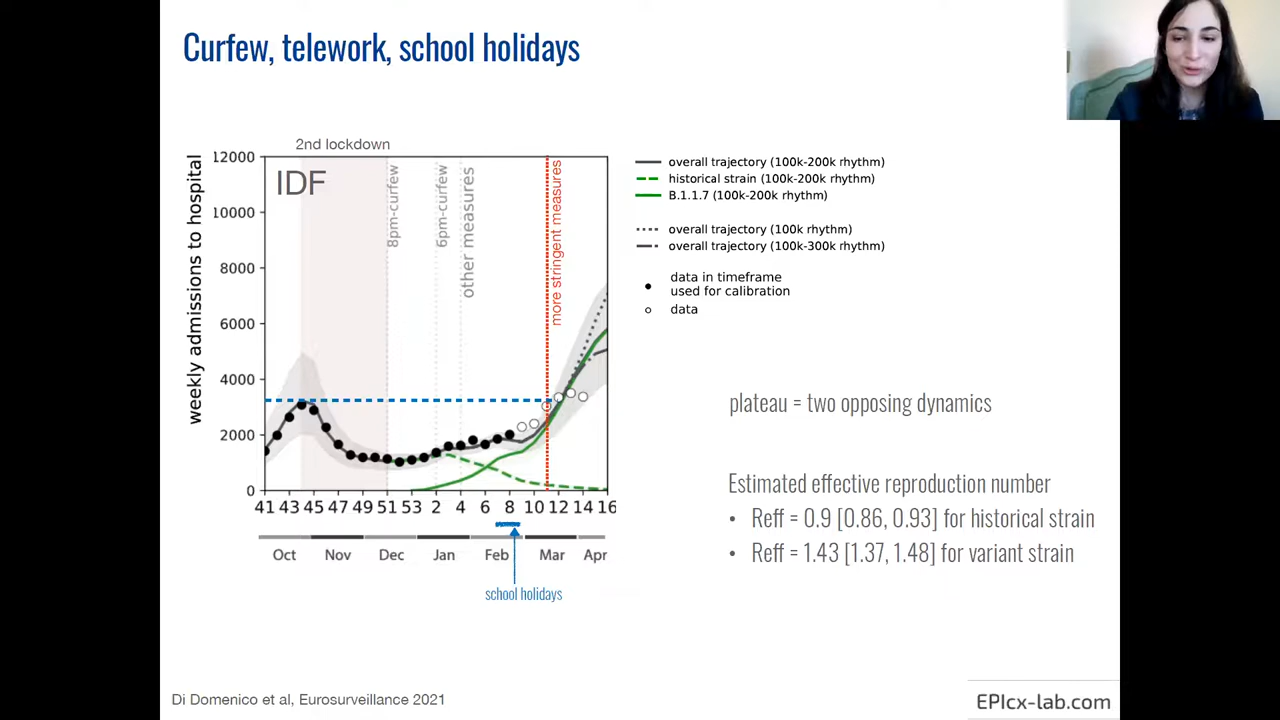 Curfew, telework, school holidays
2nd lockdown
12000
10000
8000
6000
4000
2000
0
weekly admissions to hospital
IDF
8pm-curfew
6pm-curfew
other measures
more stringent measures
41 43 45 47 49 51 53 2 4 6 8 10 12 14 16
Oct Nov Dec Jan Feb Mar Apr
school holidays
overall trajectory (100k-200k rhythm)
historical strain (100k-200k rhythm)
B.1.1.7 (100k-200k rhythm)
overall trajectory (100k rhythm)
overall trajectory (100k-300k rhythm)
data in timeframe
used for calibration
data
plateau = two opposing dynamics
Estimated effective reproduction number
• Reff = 0.9 [0.86, 0.93] for historical strain
• Reff = 1.43 [1.37, 1.48] for variant strain
Di Domenico et al, Eurosurveillance 2021
EPIcx-lab.com